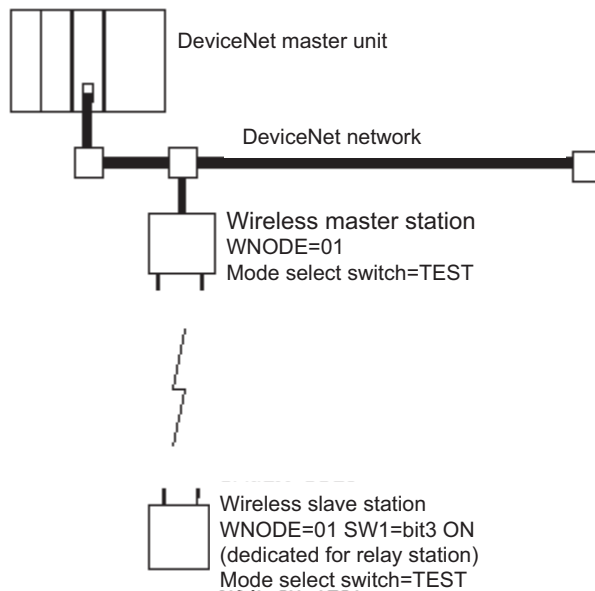 DeviceNet master unit
DeviceNet network
Wireless master station
WNODE=01
Mode select switch=TEST
Wireless slave station
WNODE=01 SW1=bit3 ON
(dedicated for relay station)
Mode select switch=TEST